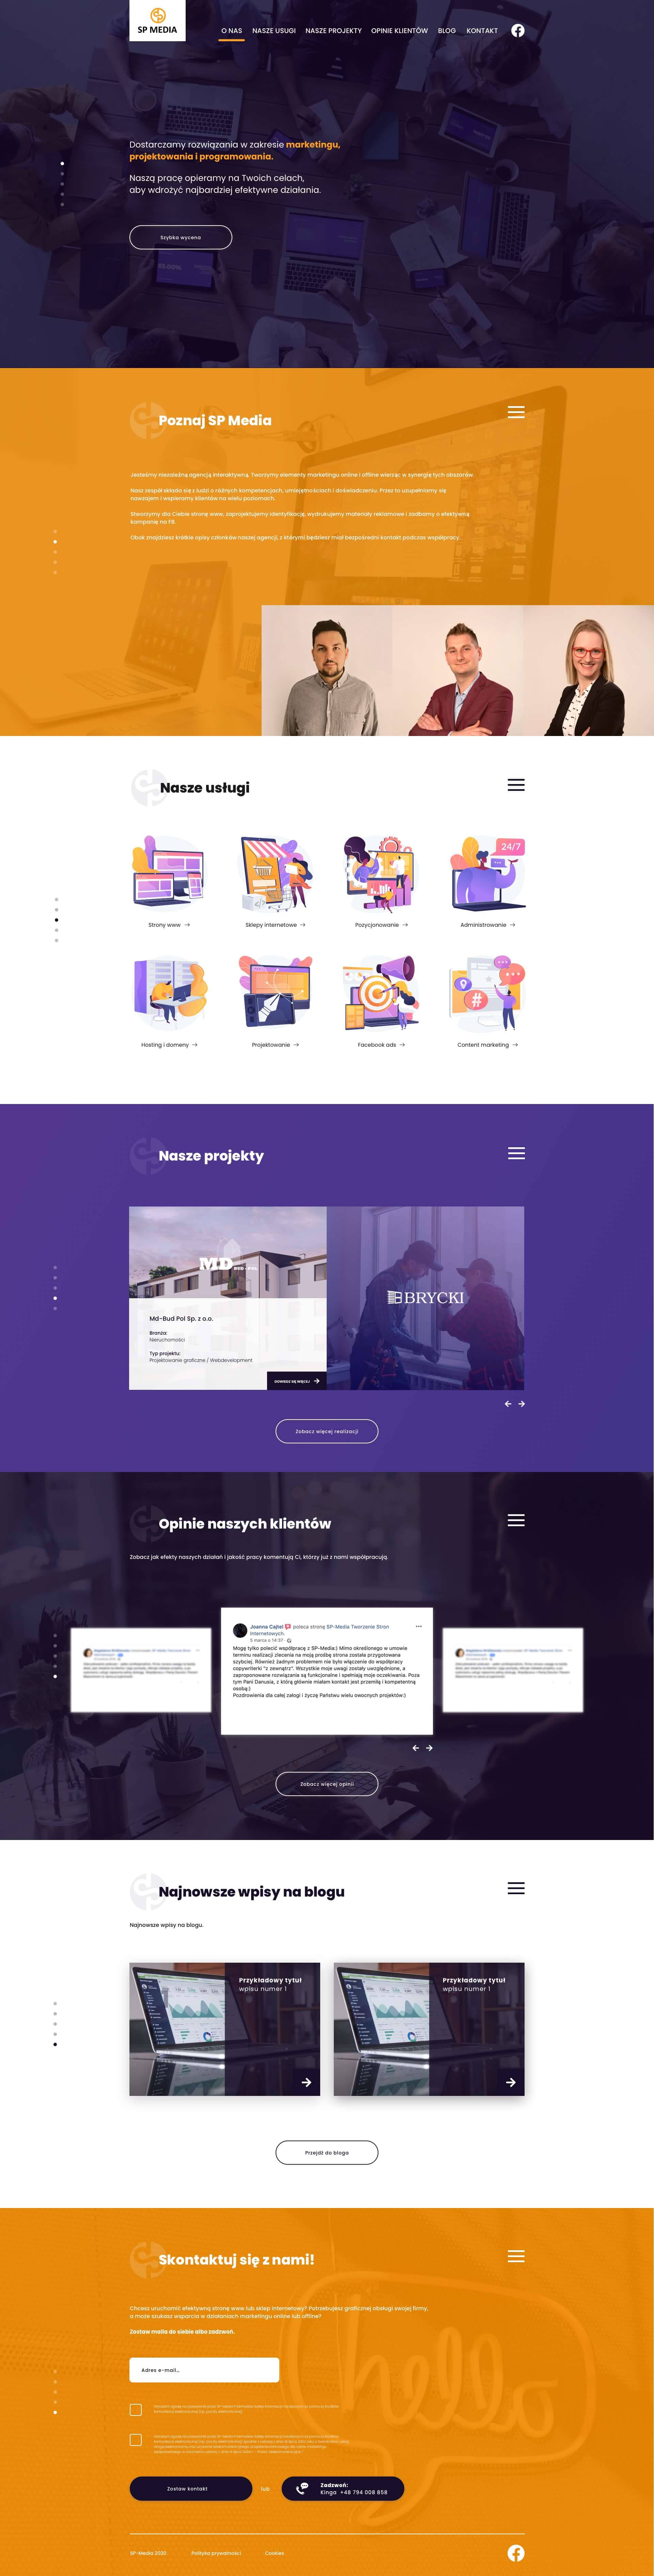 SP MEDIA
O NAS NASZE USUGI NASZE PROJEKTY OPINIE KLIENTÓW BLOG KONTAKT
Dostarczamy rozwiązania w zakresie marketingu,
projektowania i programowania.
Naszą pracę opieramy na Twoich celach,
aby wdrożyć najbardziej efektywne działania.
Szybka wycena
Poznaj SP Media
Jesteśmy niezależną agencją interaktywną. Tworzymy elementy marketingu online i offline wierząc w synergię tych obszarów.
Nasz zespół składa się z ludzi o różnych kompetencjach, umiejętnościach i doświadczeniu. Przez to uzupełniamy się
nawzajem i wspieramy klientów na wielu poziomach.
Stworzymy dla Ciebie stronę www, zaprojektujemy identyfikację, wydrukujemy materiały reklamowe i zadbamy o efektywną
kampanię na FB.
Obok znajdziesz krótkie opisy członków naszej agencji, z którymi będziesz miał bezpośredni kontakt podczas współpracy.
Nasze usługi
24/7
Strony www
Sklepy internetowe
Pozycjonowanie
Administrowanie
#
Hosting i domeny
Projektowanie
Facebook ads
Content marketing
Nasze projekty
MD BUD-POL
BRYCKI
Md-Bud Pol Sp. z o.o.
Branża:
Nieruchomości
Typ projektu:
Projektowanie graficzne / Webdevelopment
DOWIEDZ SIĘ WIĘCEJ
Zobacz więcej realizacji
Opinie naszych klientów
Zobacz jak efekty naszych działań i jakość pracy komentują Ci, którzy już z nami współpracują.
Joanna Cajtel poleca stronę SP-Media Tworzenie Stron
Internetowych.
5 marca o 14:37
Mogę tylko polecić współpracę z SP-Media:) Mimo określonego w umowie
terminu realizacji zlecenia na moją prośbę strona została przygotowana
szybciej. Również żadnym problemem nie było włączenie do współpracy
copywriterki "z zewnątrz". Wszystkie moje uwagi zostały uwzględnione, a
zaproponowane rozwiązania są funkcjonalne i spełniają moje oczekiwania. Poza
tym Pani Danusia, z którą głównie miałam kontakt jest przemiłą i kompetentną
osobą:)
Pozdrowienia dla całej załogi i życzę Państwu wielu owocnych projektów:)
Zobacz więcej opinii
Najnowsze wpisy na blogu
Najnowsze wpisy na blogu.
Przykładowy tytuł
wpisu numer 1
Przykładowy tytuł
wpisu numer 1
Przejdź do bloga
Skontaktuj się z nami!
Chcesz uruchomić efektywną stronę www lub sklep internetowy? Potrzebujesz graficznej obsługi swojej firmy,
a może szukasz wsparcia w działaniach marketingu online lub offline?
Zostaw maila do siebie albo zadzwoń.
hello
Adres e-mail...
Zostaw kontakt
lub
Zadzwoń:
Kinga +48 794 008 858
SP-Media 2020
Polityka prywatności
Cookies